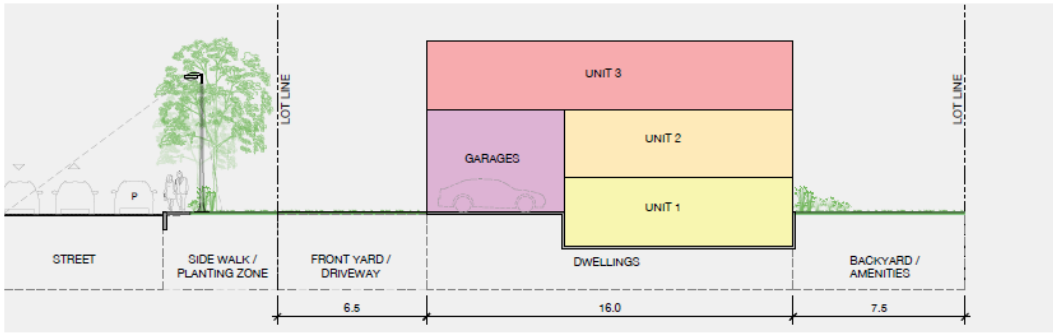 UNIT 3
LOT LINE
LOT LINE
UNIT 2
GARAGES
P
UNIT 1
STREET
SIDE WALK /
PLANTING ZONE
FRONT YARD /
DRIVEWAY
DWELLINGS
BACKYARD /
AMENITIES
6.5
16.0
7.5